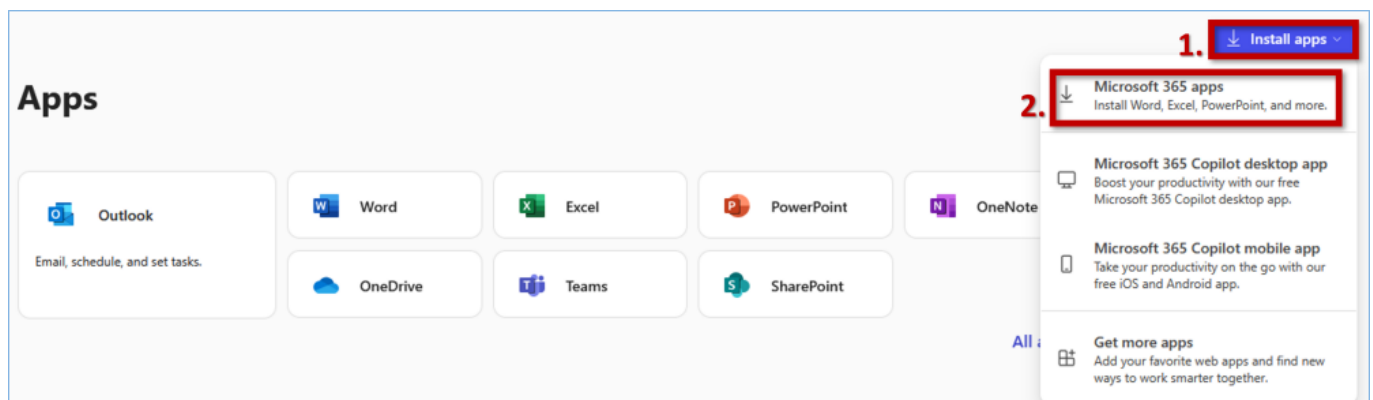 1.
Install apps
Apps
2.
Microsoft 365 apps
Install Word, Excel, PowerPoint, and more.
Microsoft 365 Copilot desktop app
Boost your productivity with our free
Microsoft 365 Copilot desktop app.
Microsoft 365 Copilot mobile app
Take your productivity on the go with our
free iOS and Android app.
Get more apps
Add your favorite web apps and find new
ways to work smarter together.
Outlook
Email, schedule, and set tasks.
Word
Excel
PowerPoint
OneNote
OneDrive
Teams
SharePoint
All